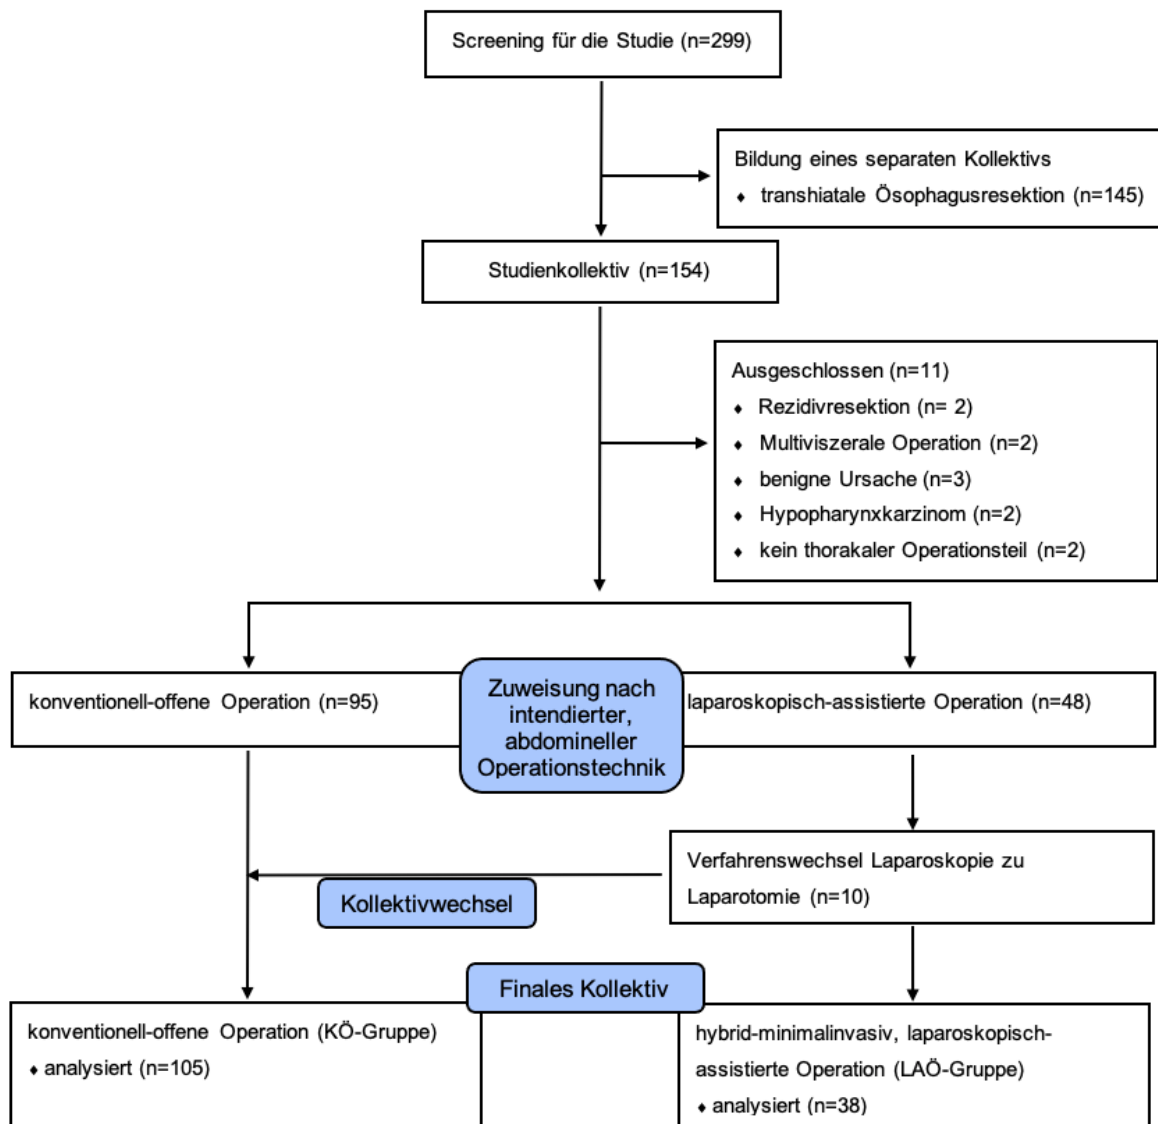 Screening für die Studie (n=299)
Bildung eines separaten Kollektivs
♦ transhiatale Ösophagusresektion (n=145)
Studienkollektiv (n=154)
Ausgeschlossen (n=11)
♦ Rezidivresektion (n= 2)
♦ Multiviszerale Operation (n=2)
♦ benigne Ursache (n=3)
♦ Hypopharynxkarzinom (n=2)
♦ kein thorakaler Operationsteil (n=2)
konventionell-offene Operation (n=95)
Zuweisung nach
intendierter,
abdomineller
Operationstechnik
laparoskopisch-assistierte Operation (n=48)
Verfahrenswechsel Laparoskopie zu
Laparotomie (n=10)
Kollektivwechsel
Finales Kollektiv
konventionell-offene Operation (KÖ-Gruppe)
♦ analysiert (n=105)
hybrid-minimalinvasiv, laparoskopisch-
assistierte Operation (LAÖ-Gruppe)
♦ analysiert (n=38)